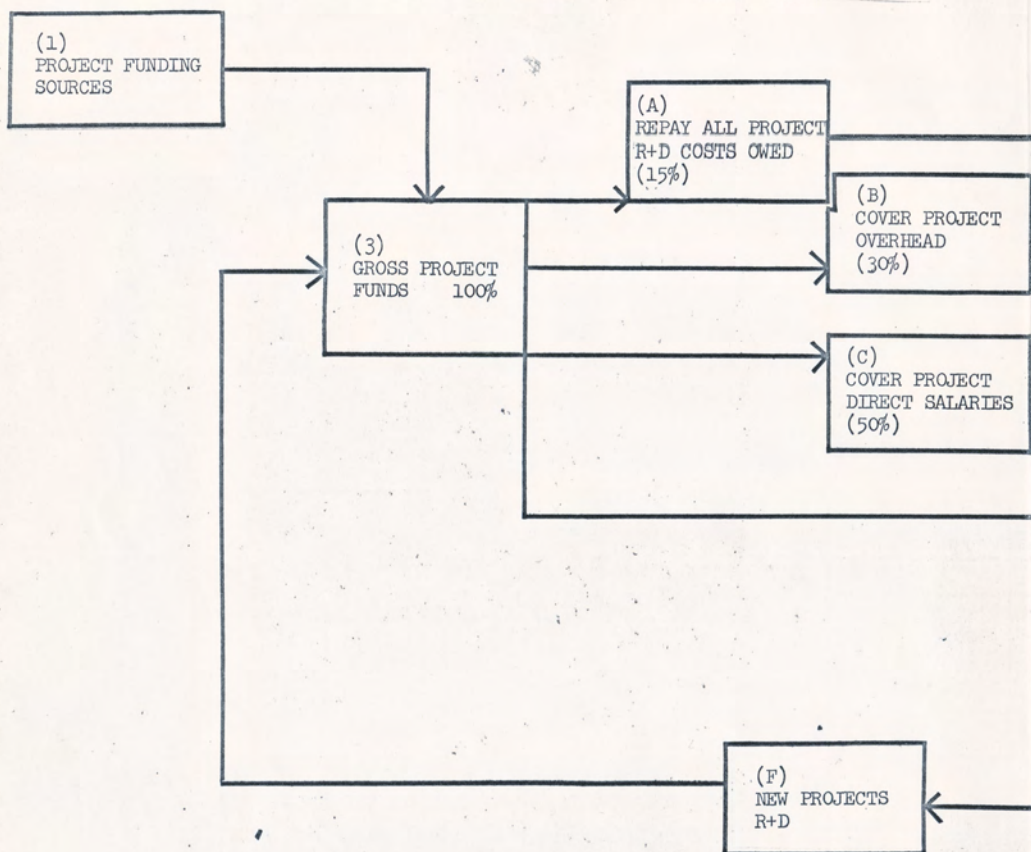 (1)
PROJECT FUNDING
SOURCES
(A)
REPAY ALL PROJECT
R+D COSTS OWED
(15%)
(B)
COVER PROJECT
OVERHEAD
(30%)
(3)
GROSS PROJECT
FUNDS 100%
(C)
COVER PROJECT
DIRECT SALARIES
(50%)
(F)
NEW PROJECTS
R+D